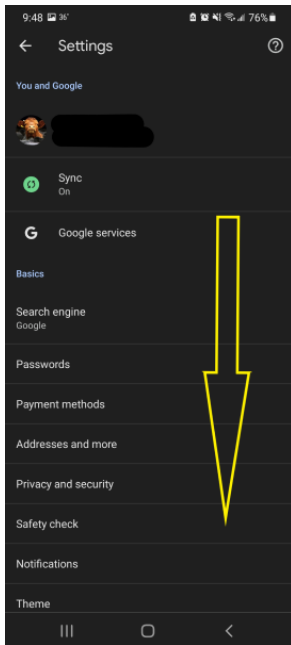 9:48 36° 76%
Settings
You and Google
Sync
On
G Google services
Basics
Search engine
Google
Passwords
Payment methods
Addresses and more
Privacy and security
Safety check
Notifications
Theme